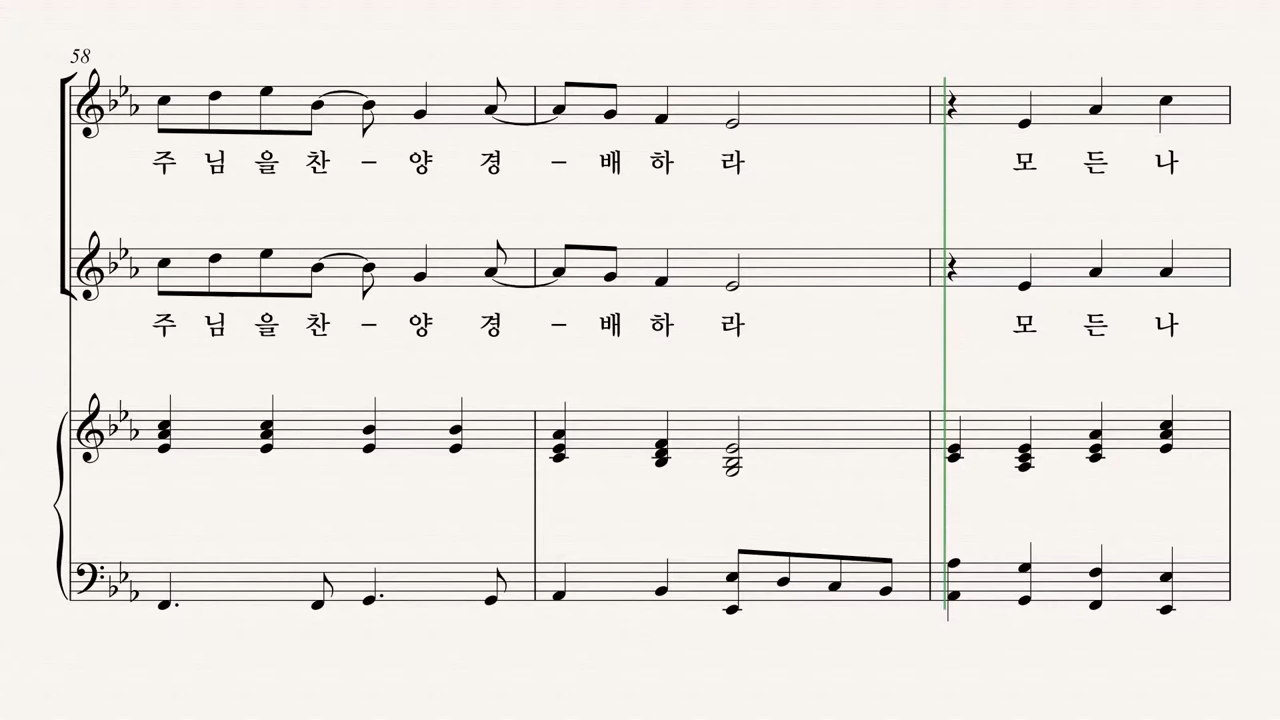 58
주 님 을 찬 – 양 경 – 배 하 라 모 든 나
주 님 을 찬 – 양 경 – 배 하 라 모 든 나